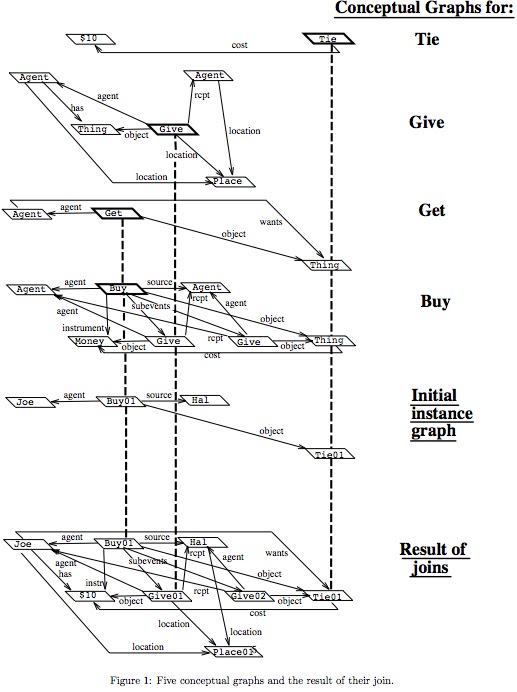 Conceptual Graphs for:
$10
Tie
Tie
cost
Agent
Agent
agent
rcpt
has
Thing
object
Give
Give
location
location
location
Place
Get
Agent
agent
Get
wants
object
Thing
Buy
Agent
agent
Buy
source
Agent
agent
subevents
rcpt
agent
object
instrument
rcpt
Money
object
Give
Give
object
Thing
cost
Initial
instance
graph
Joe
agent
Buy01
source
Hal
object
Tie01
Result of
joins
Joe
agent
Buy01
source
Hal
rcpt
wants
agent
subevents
agent
has
object
instr
rcpt
$10
object
Give01
Give02
object
Tie01
cost
location
location
location
Place01
Figure 1: Five conceptual graphs and the result of their join.